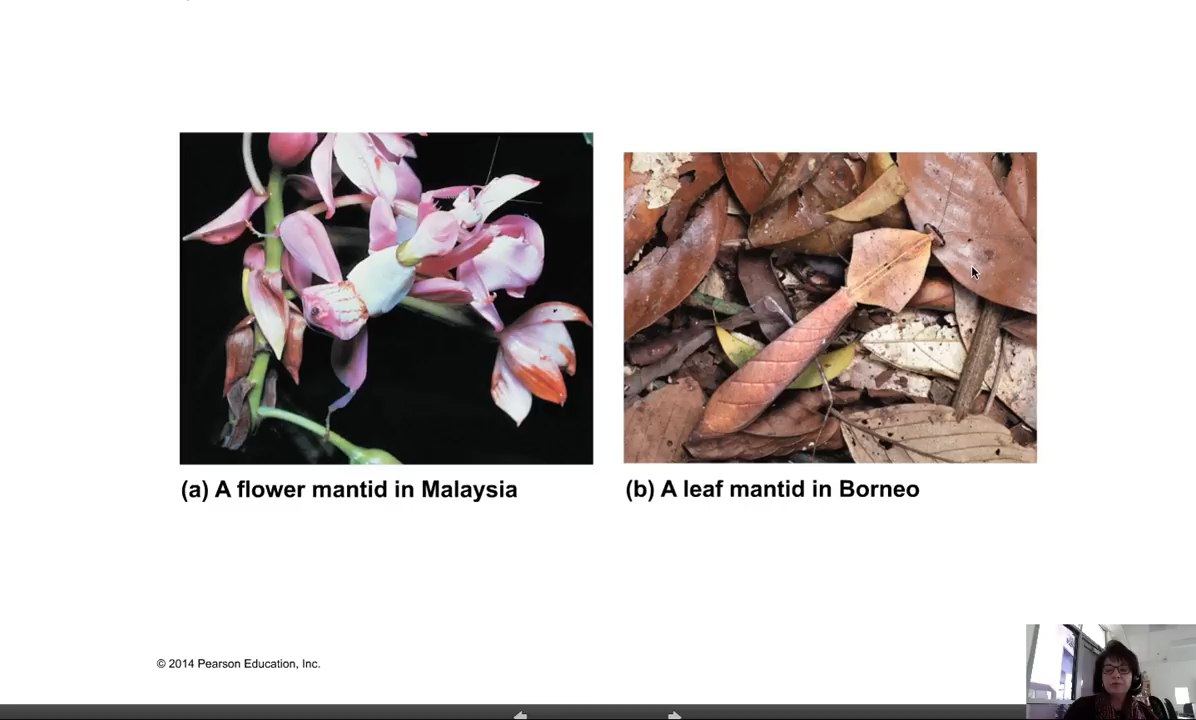 (a) A flower mantid in Malaysia
(b) A leaf mantid in Borneo
© 2014 Pearson Education, Inc.